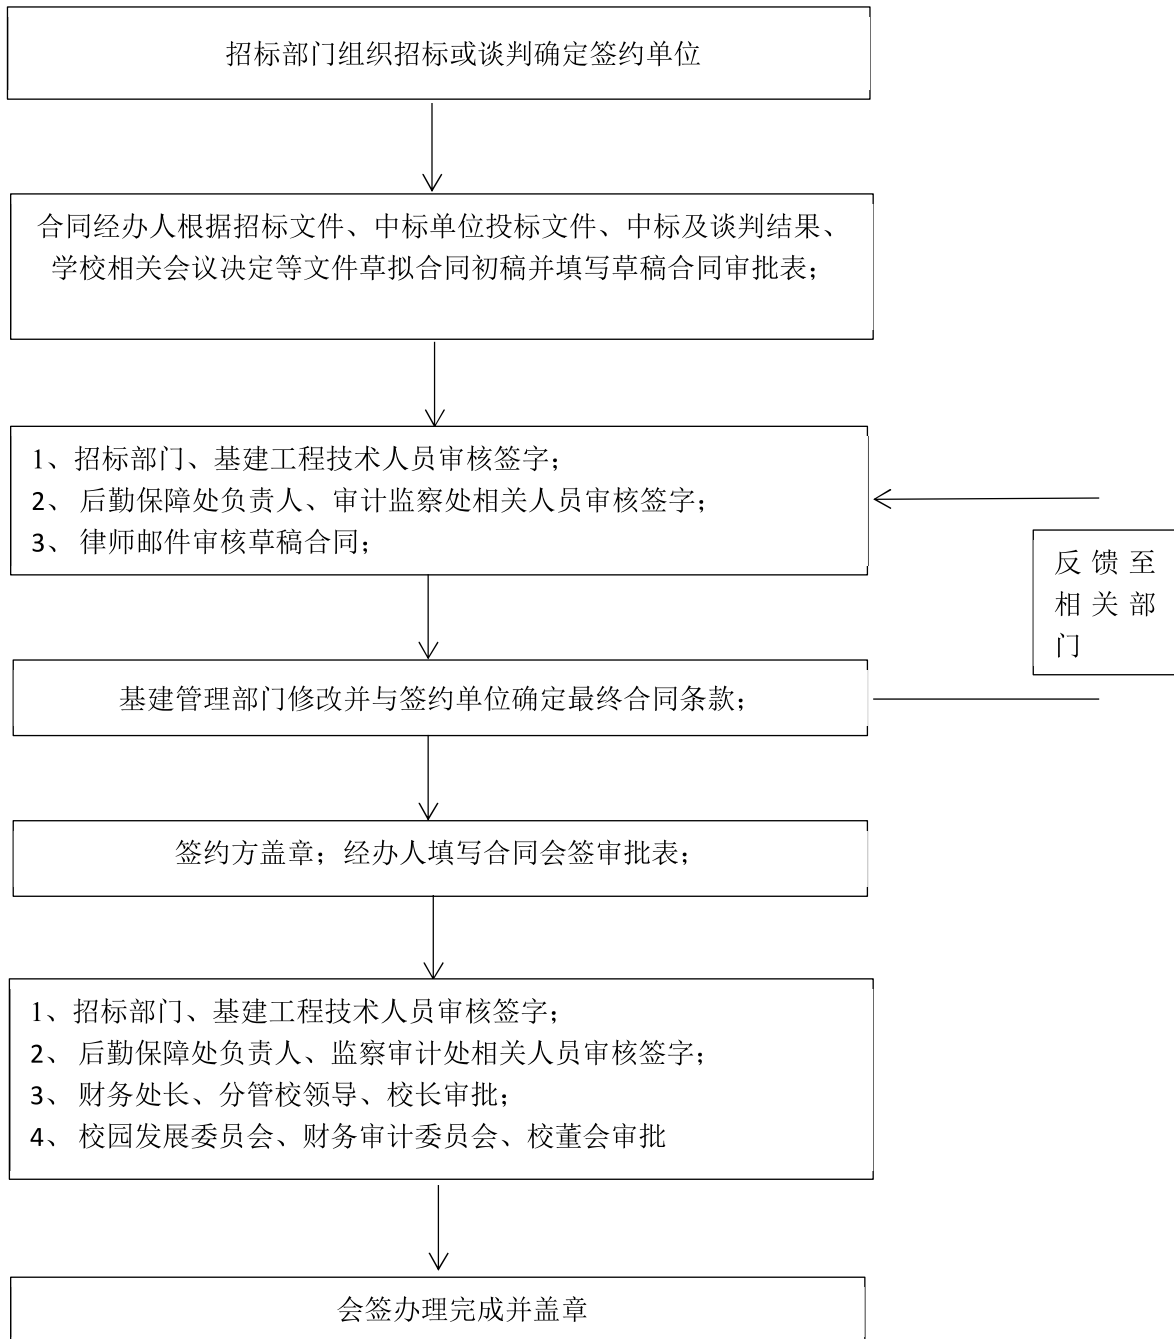 招标部门组织招标或谈判确定签约单位
合同经办人根据招标文件、中标单位投标文件、中标及谈判结果、
学校相关会议决定等文件草拟合同初稿并填写草稿合同审批表；
1、招标部门、基建工程技术人员审核签字；
2、 后勤保障处负责人、审计监察处相关人员审核签字；
3、 律师邮件审核草稿合同；
反馈至
相关部
门
基建管理部门修改并与签约单位确定最终合同条款；
签约方盖章；经办人填写合同会签审批表；
1、招标部门、基建工程技术人员审核签字；
2、 后勤保障处负责人、监察审计处相关人员审核签字；
3、 财务处长、分管校领导、校长审批；
4、 校园发展委员会、财务审计委员会、校董会审批
会签办理完成并盖章